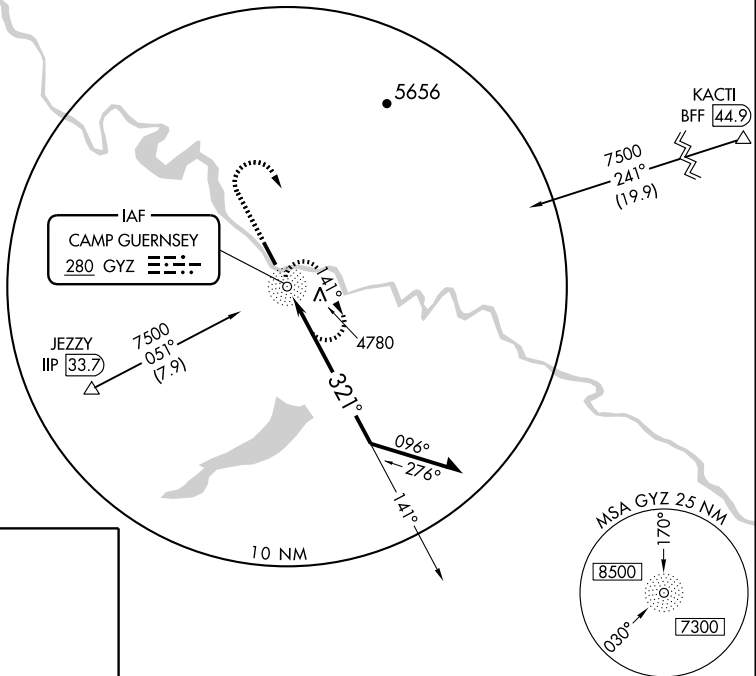 5656
KACTI
BFF 44.9
7500
241°
(19.9)
IAF
CAMP GUERNSEY
280 GYZ
141°
4780
JEZZY
IIP 33.7
7500
051°
(7.9)
321°
096°
276°
141°
10 NM
MSA GYZ 25 NM
170°
8500
030°
7300